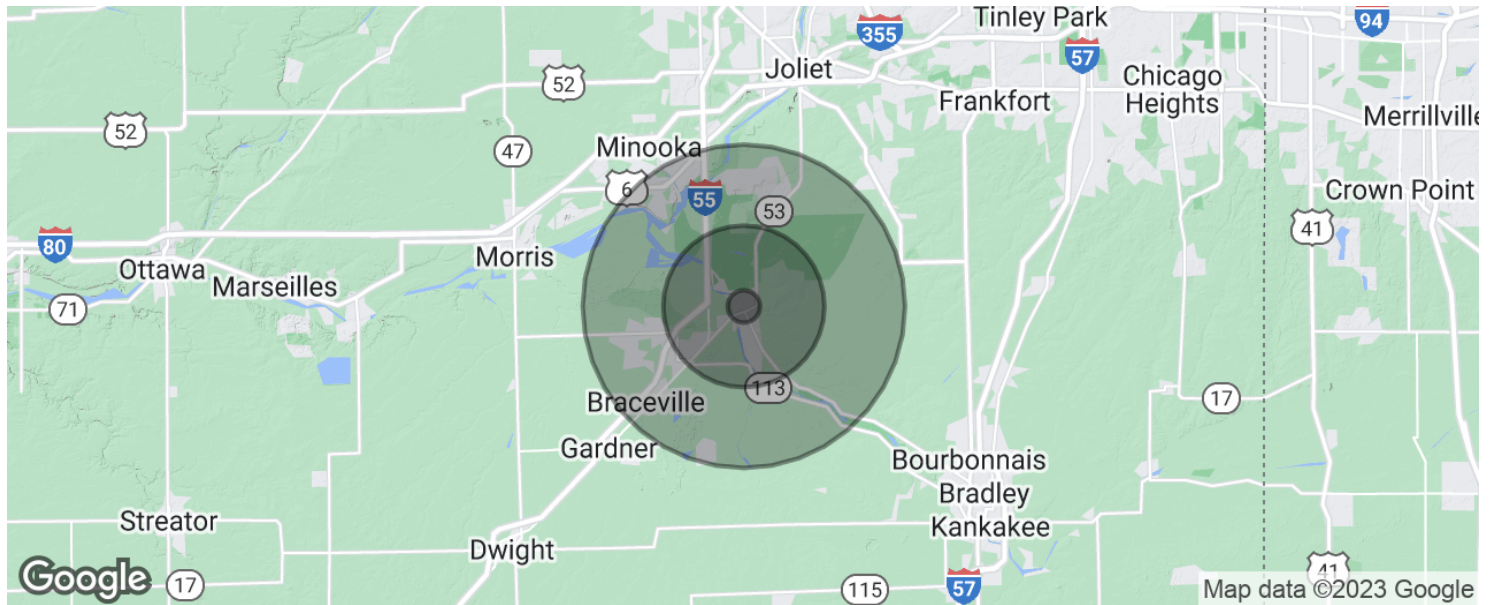 Tinley Park
94
355
57
Joliet
52
Chicago
Heights
Frankfort
Merrillville
52
47
Minooka
6
55
Crown Point
53
41
80
Morris
Ottawa
Marseilles
71
113
17
Braceville
Gardner
Bourbonnais
Bradley
Kankakee
Streator
Dwight
Google
17
115
57
41
Map data ©2023 Google